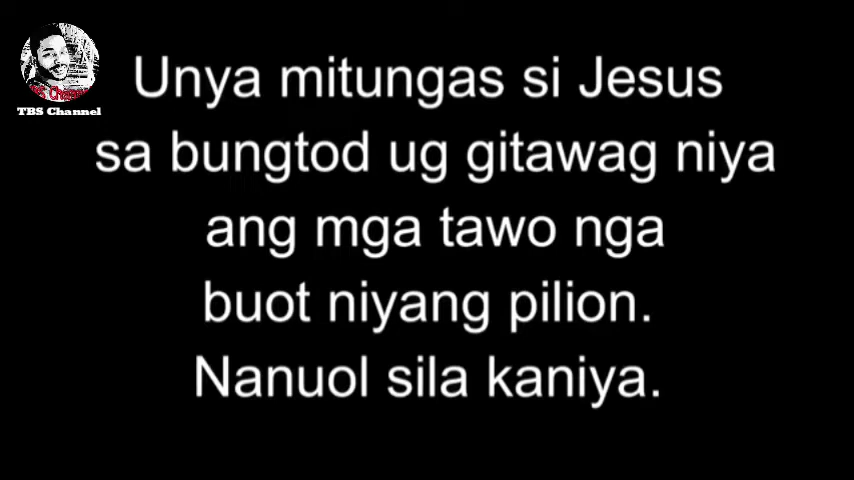 TBS Channel
Unya mitungas si Jesus
sa bungtod ug gitawag niya
ang mga tawo nga
buot niyang pilion.
Nanuol sila kaniya.